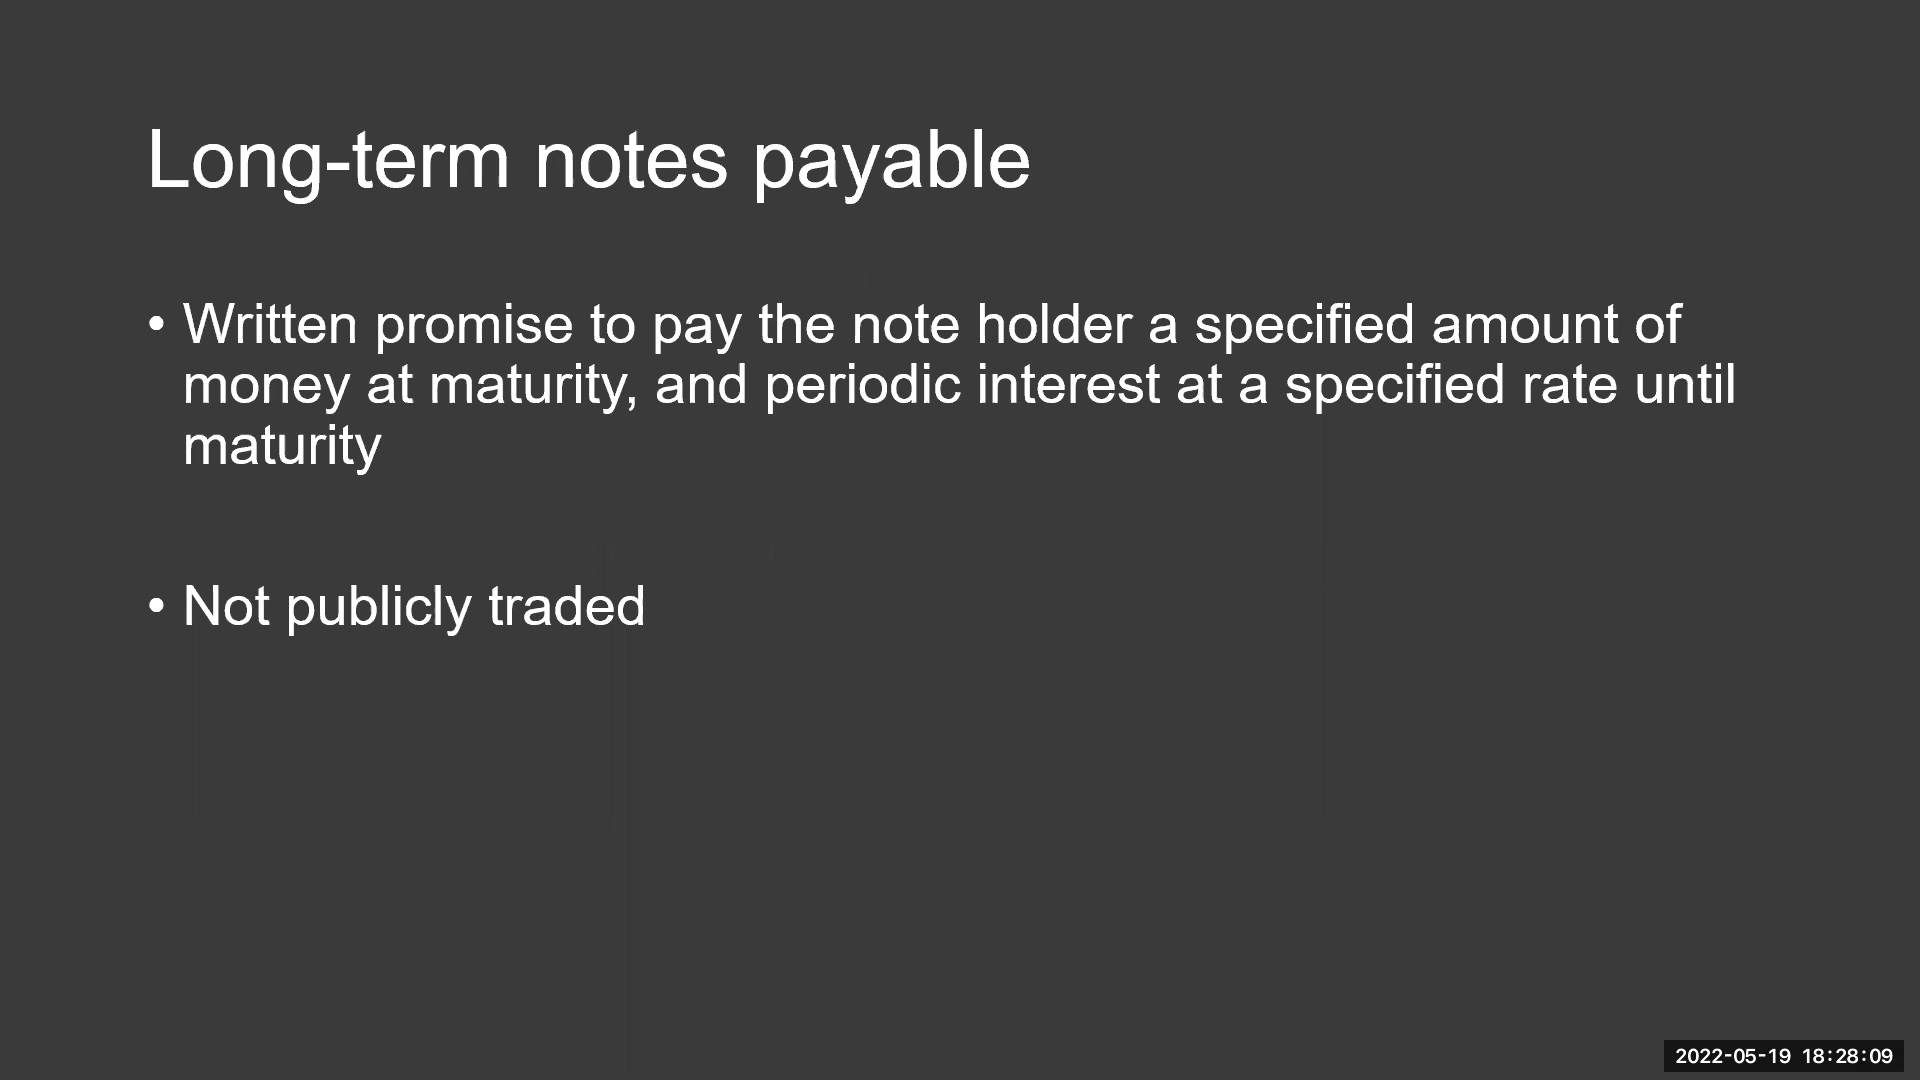 Long-term notes payable
• Written promise to pay the note holder a specified amount of
money at maturity, and periodic interest at a specified rate until
maturity
• Not publicly traded
2022-05-19 18:28:09